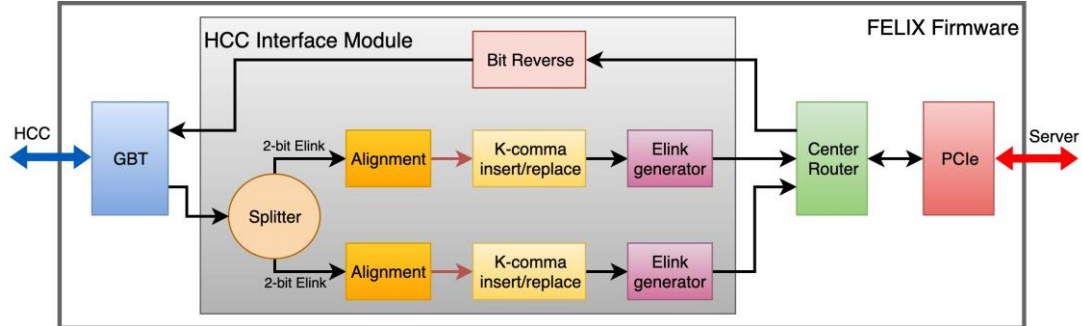 HCC Interface Module
FELIX Firmware
Bit Reverse
HCC
GBT
2-bit Elink
Alignment
K-comma
insert/replace
Elink
generator
Center
Router
PCIe
Server
Splitter
2-bit Elink
Alignment
K-comma
insert/replace
Elink
generator